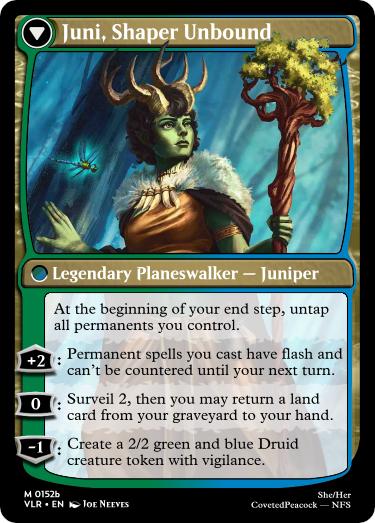 Juni, Shaper Unbound
Legendary Planeswalker — Juniper
At the beginning of your end step, untap
all permanents you control.
+2: Permanent spells you cast have flash and
can't be countered until your next turn.
0: Surveil 2, then you may return a land
card from your graveyard to your hand.
-1: Create a 2/2 green and blue Druid
creature token with vigilance.
M 0152b She/Her
VLR • EN Joe Neeves CovetedPeacock — NFS